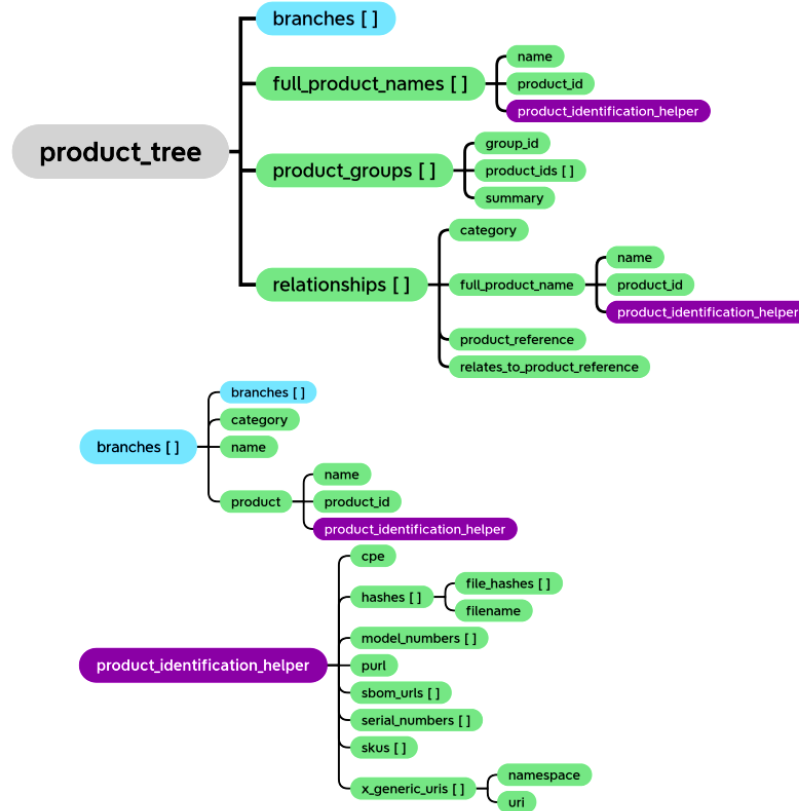 branches [ ]
full_product_names [ ]
name
product_id
product_identification_helper
product_tree
product_groups [ ]
group_id
product_ids [ ]
summary
relationships [ ]
category
full_product_name
name
product_id
product_identification_helper
product_reference
relates_to_product_reference
branches [ ]
branches [ ]
category
name
product
name
product_id
product_identification_helper
product_identification_helper
cpe
hashes [ ]
file_hashes [ ]
filename
model_numbers [ ]
purl
sbom_urls [ ]
serial_numbers [ ]
skus [ ]
x_generic_uris [ ]
namespace
uri